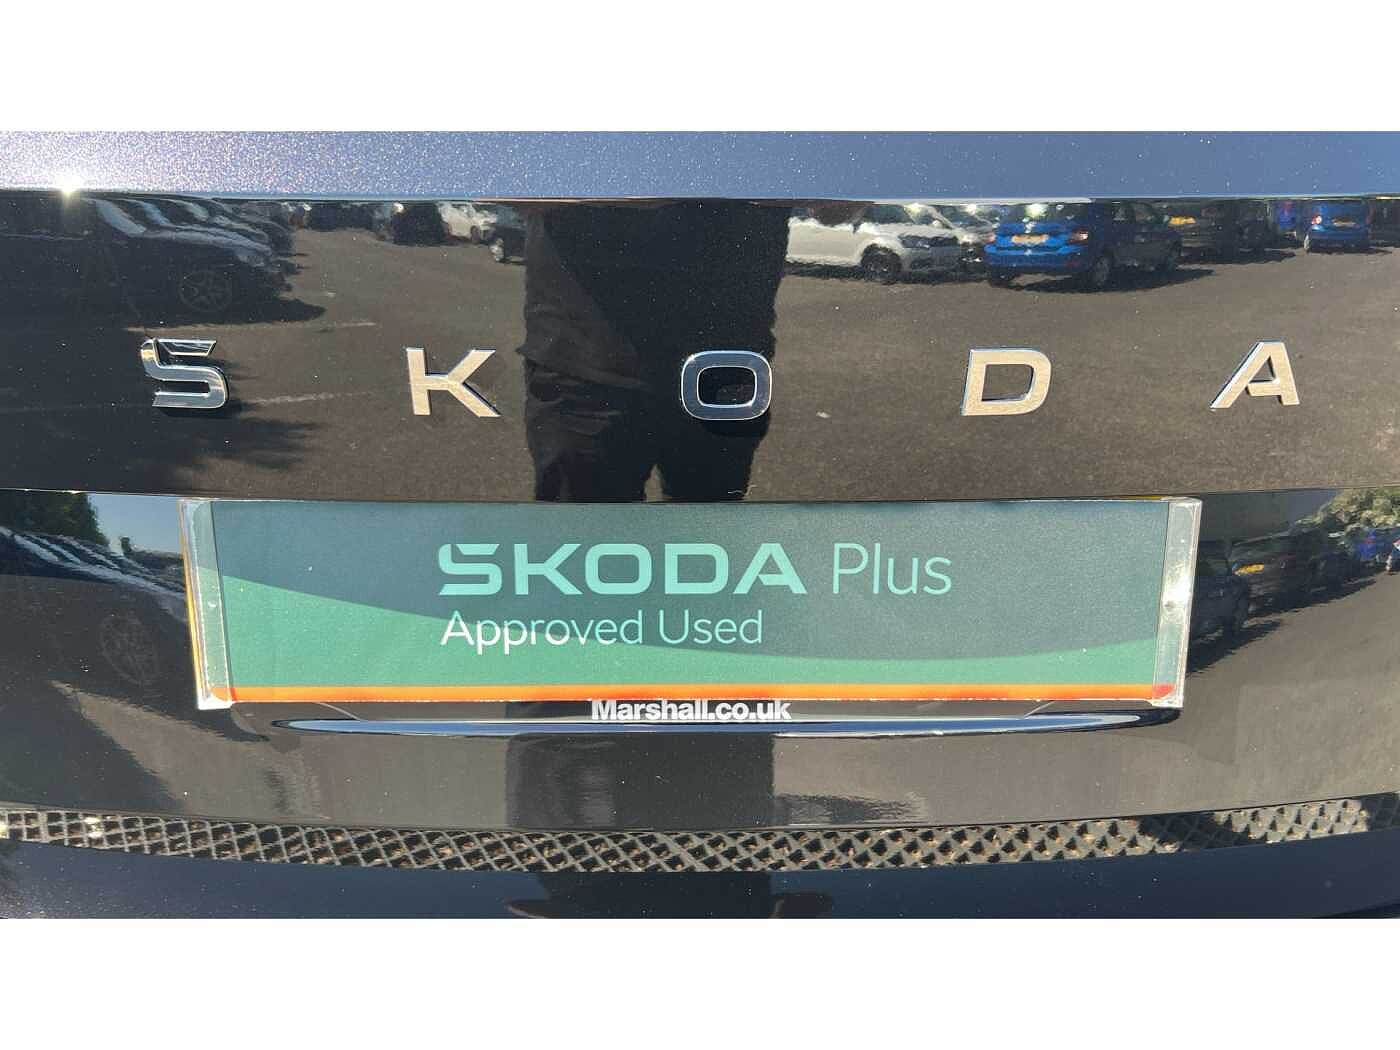 SKODA
SKODA Plus
Approved Used
Marshall.co.uk